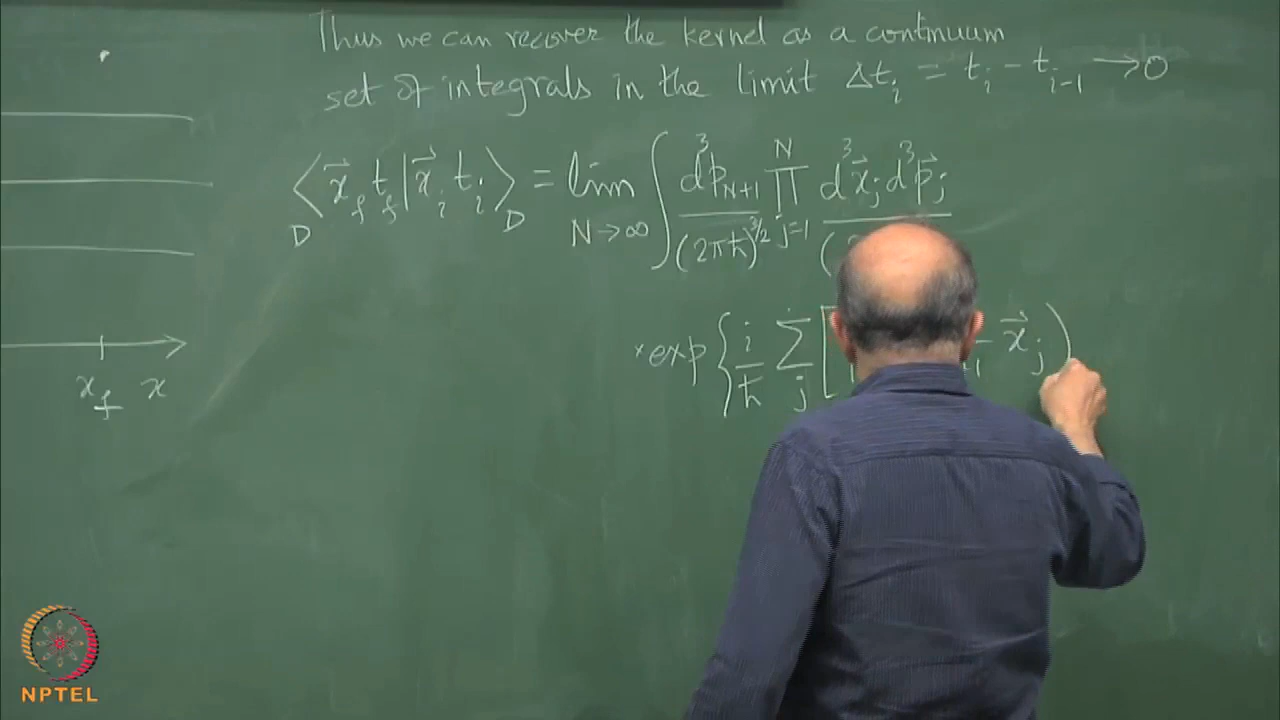 Thus we can recover the kernel as a continuum
set of integrals in the limit Δt_i = t_i − t_{i−1} → 0
_D⟨x⃗_f t_f | x⃗_i t_i⟩_D = lim_{N→∞} ∫ d³p_{N+1}/(2πħ)^{3/2} ∏_{j=1}^{N} d³x⃗_j d³p⃗_j / (
× exp { i/ħ Σ_j [ − x⃗_j )
x_f x
NPTEL